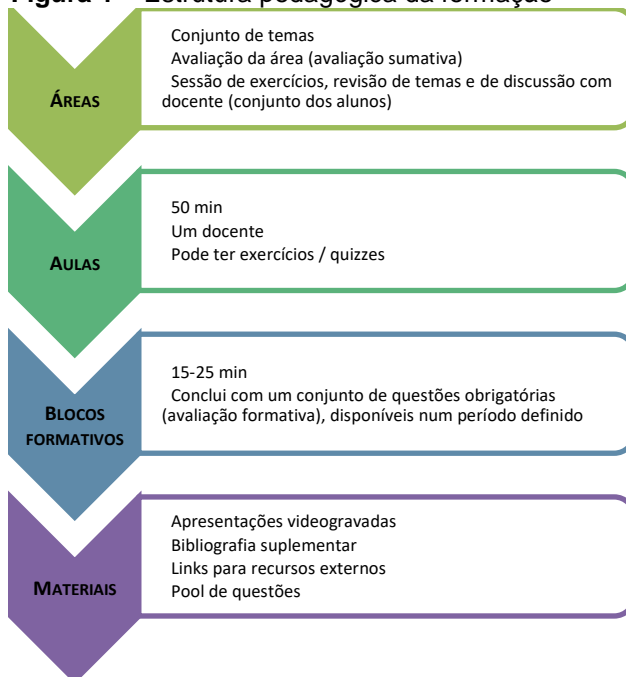 Estrutura pedagógica da formação
Conjunto de temas
Avaliação da área (avaliação sumativa)
Sessão de exercícios, revisão de temas e de discussão com
docente (conjunto dos alunos)
ÁREAS
50 min
Um docente
Pode ter exercícios / quizzes
AULAS
15-25 min
Conclui com um conjunto de questões obrigatórias
(avaliação formativa), disponíveis num período definido
BLOCOS
FORMATIVOS
Apresentações videogravadas
Bibliografia suplementar
Links para recursos externos
Pool de questões
MATERIAIS